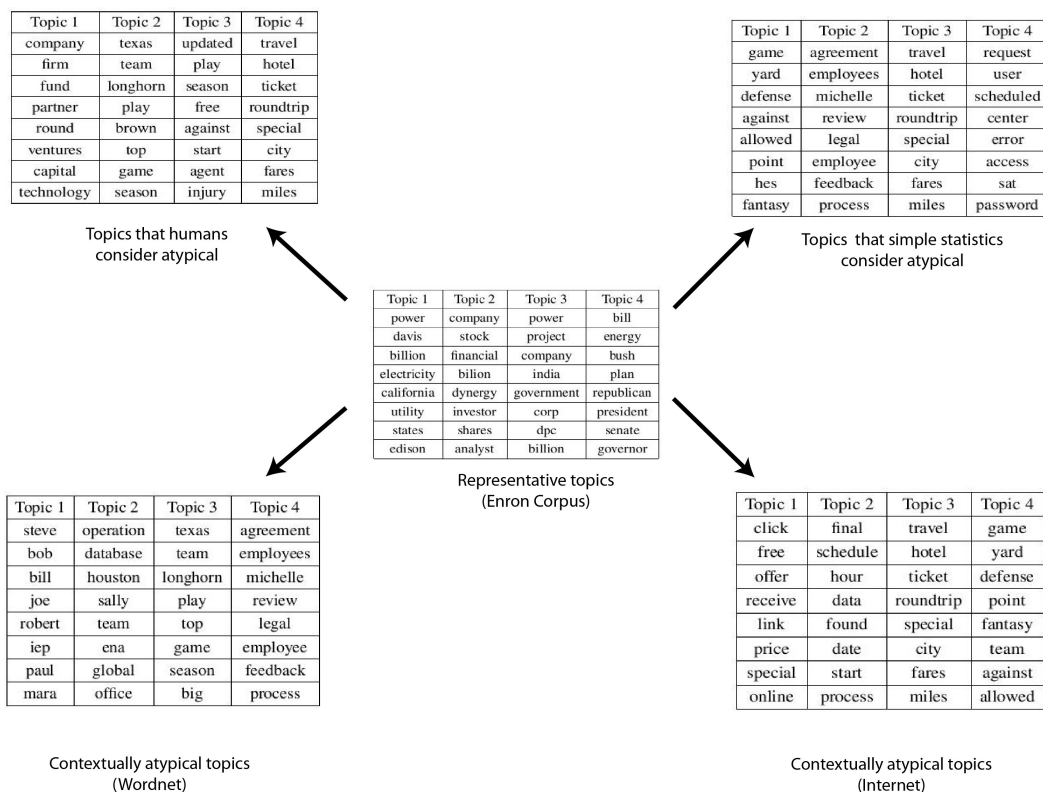 Topic 1 Topic 2 Topic 3 Topic 4
company texas updated travel
firm team play hotel
fund longhorn season ticket
partner play free roundtrip
round brown against special
ventures top start city
capital game agent fares
technology season injury miles
Topics that humans
consider atypical
Topic 1 Topic 2 Topic 3 Topic 4
game agreement travel request
yard employees hotel user
defense michelle ticket scheduled
against review roundtrip center
allowed legal special error
point employee city access
hes feedback fares sat
fantasy process miles password
Topics that simple statistics
consider atypical
Topic 1 Topic 2 Topic 3 Topic 4
power company power bill
davis stock project energy
billion financial company bush
electricity bilion india plan
california dynergy government republican
utility investor corp president
states shares dpc senate
edison analyst billion governor
Representative topics
(Enron Corpus)
Topic 1 Topic 2 Topic 3 Topic 4
steve operation texas agreement
bob database team employees
bill houston longhorn michelle
joe sally play review
robert team top legal
iep ena game employee
paul global season feedback
mara office big process
Contextually atypical topics
(Wordnet)
Topic 1 Topic 2 Topic 3 Topic 4
click final travel game
free schedule hotel yard
offer hour ticket defense
receive data roundtrip point
link found special fantasy
price date city team
special start fares against
online process miles allowed
Contextually atypical topics
(Internet)